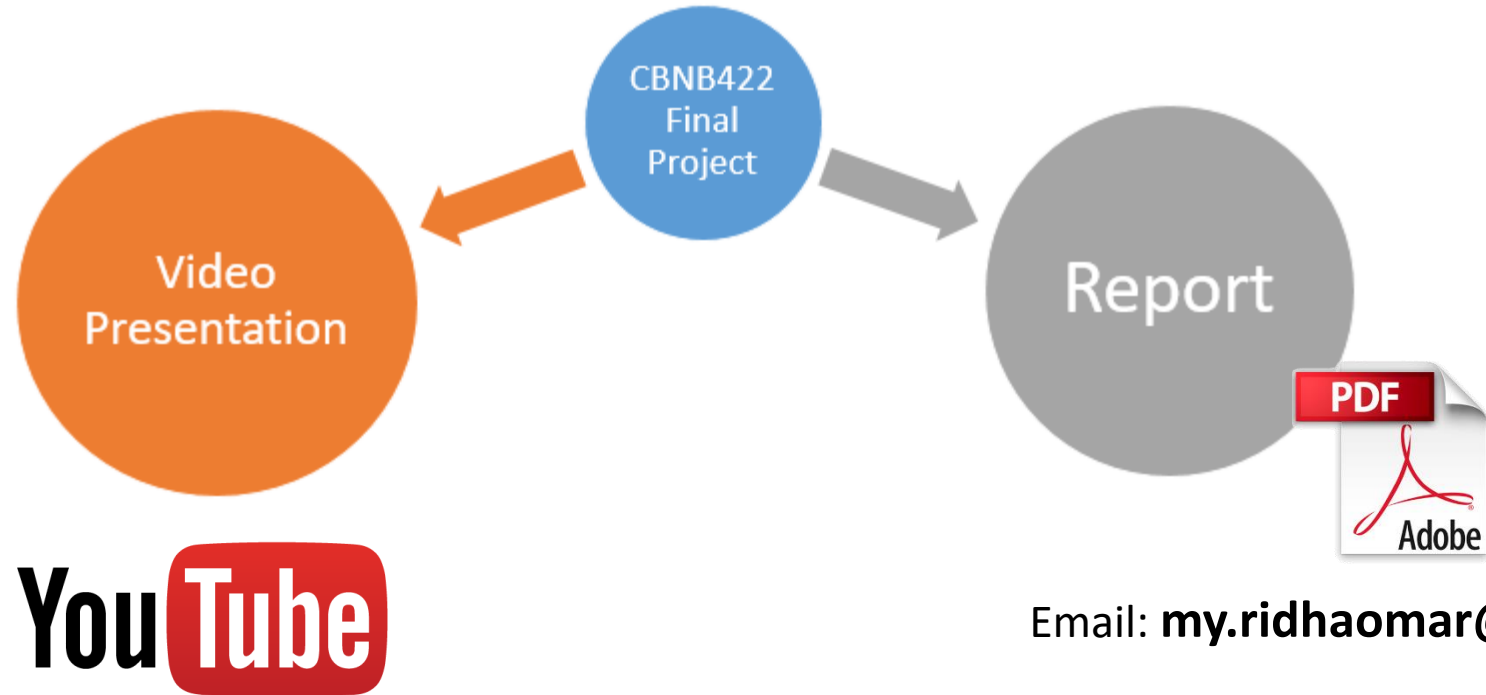 CBNB422
Final
Project
Video
Presentation
Report
PDF
Adobe
YouTube
Email: my.ridhaomar@